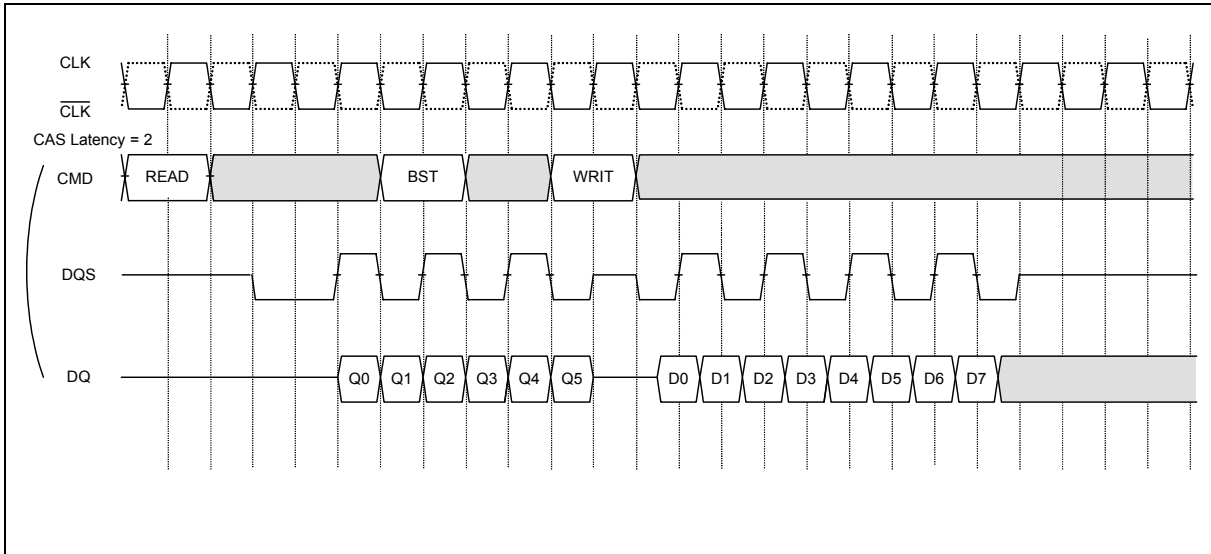 CLK
CLK
CAS Latency = 2
CMD READ BST WRIT
DQS
DQ Q0 Q1 Q2 Q3 Q4 Q5 D0 D1 D2 D3 D4 D5 D6 D7